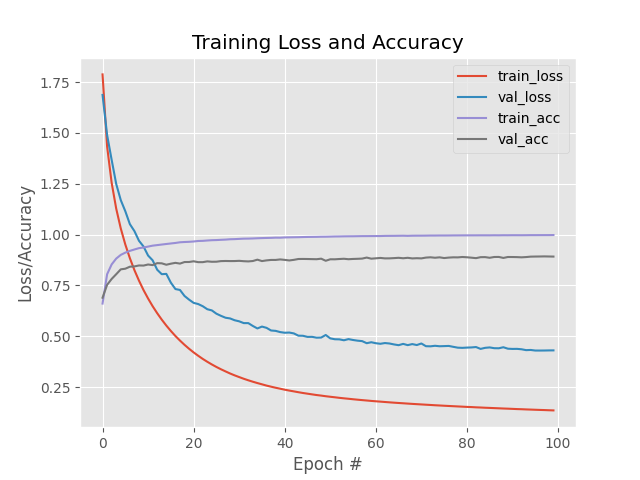 Training Loss and Accuracy
train_loss
val_loss
train_acc
val_acc
Loss/Accuracy
1.75
1.50
1.25
1.00
0.75
0.50
0.25
0 20 40 60 80 100
Epoch #